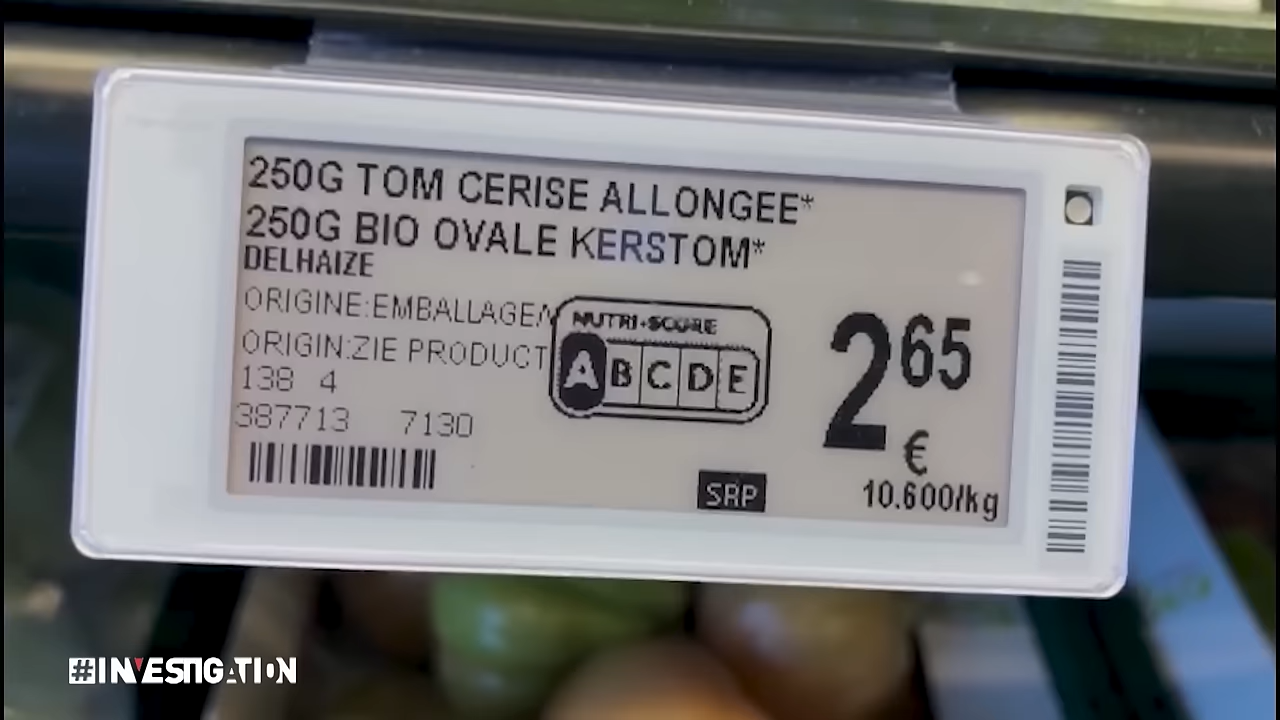 250G TOM CERISE ALLONGEE*
250G BIO OVALE KERSTOM*
DELHAIZE
ORIGINE:EMBALLAGE/
ORIGIN:ZIE PRODUCT
138 4
387713 7130
NUTRI-SCORE
A B C D E
2 65
€
10.600/kg
SRP
#INVESTIGATION